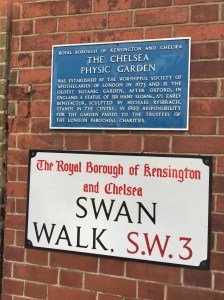 ROYAL BOROUGH OF KENSINGTON AND CHELSEA
THE CHELSEA
PHYSIC GARDEN
WAS ESTABLISHED BY THE WORSHIPFUL SOCIETY OF
APOTHECARIES OF LONDON IN 1673 AND IS THE
OLDEST BOTANIC GARDEN, AFTER OXFORD, IN
ENGLAND. A STATUE OF SIR HANS SLOANE, AN EARLY
BENEFACTOR, SCULPTED BY MICHAEL RYSBRACH,
STANDS IN THE CENTRE. IN 1899 RESPONSIBILITY
FOR THE GARDEN PASSED TO THE TRUSTEES OF
THE LONDON PAROCHIAL CHARITIES.
The Royal Borough of Kensington
and Chelsea
SWAN
WALK, S.W.3